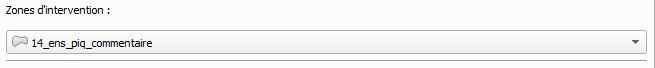 Zones d'intervention :
14_ens_piq_commentaire